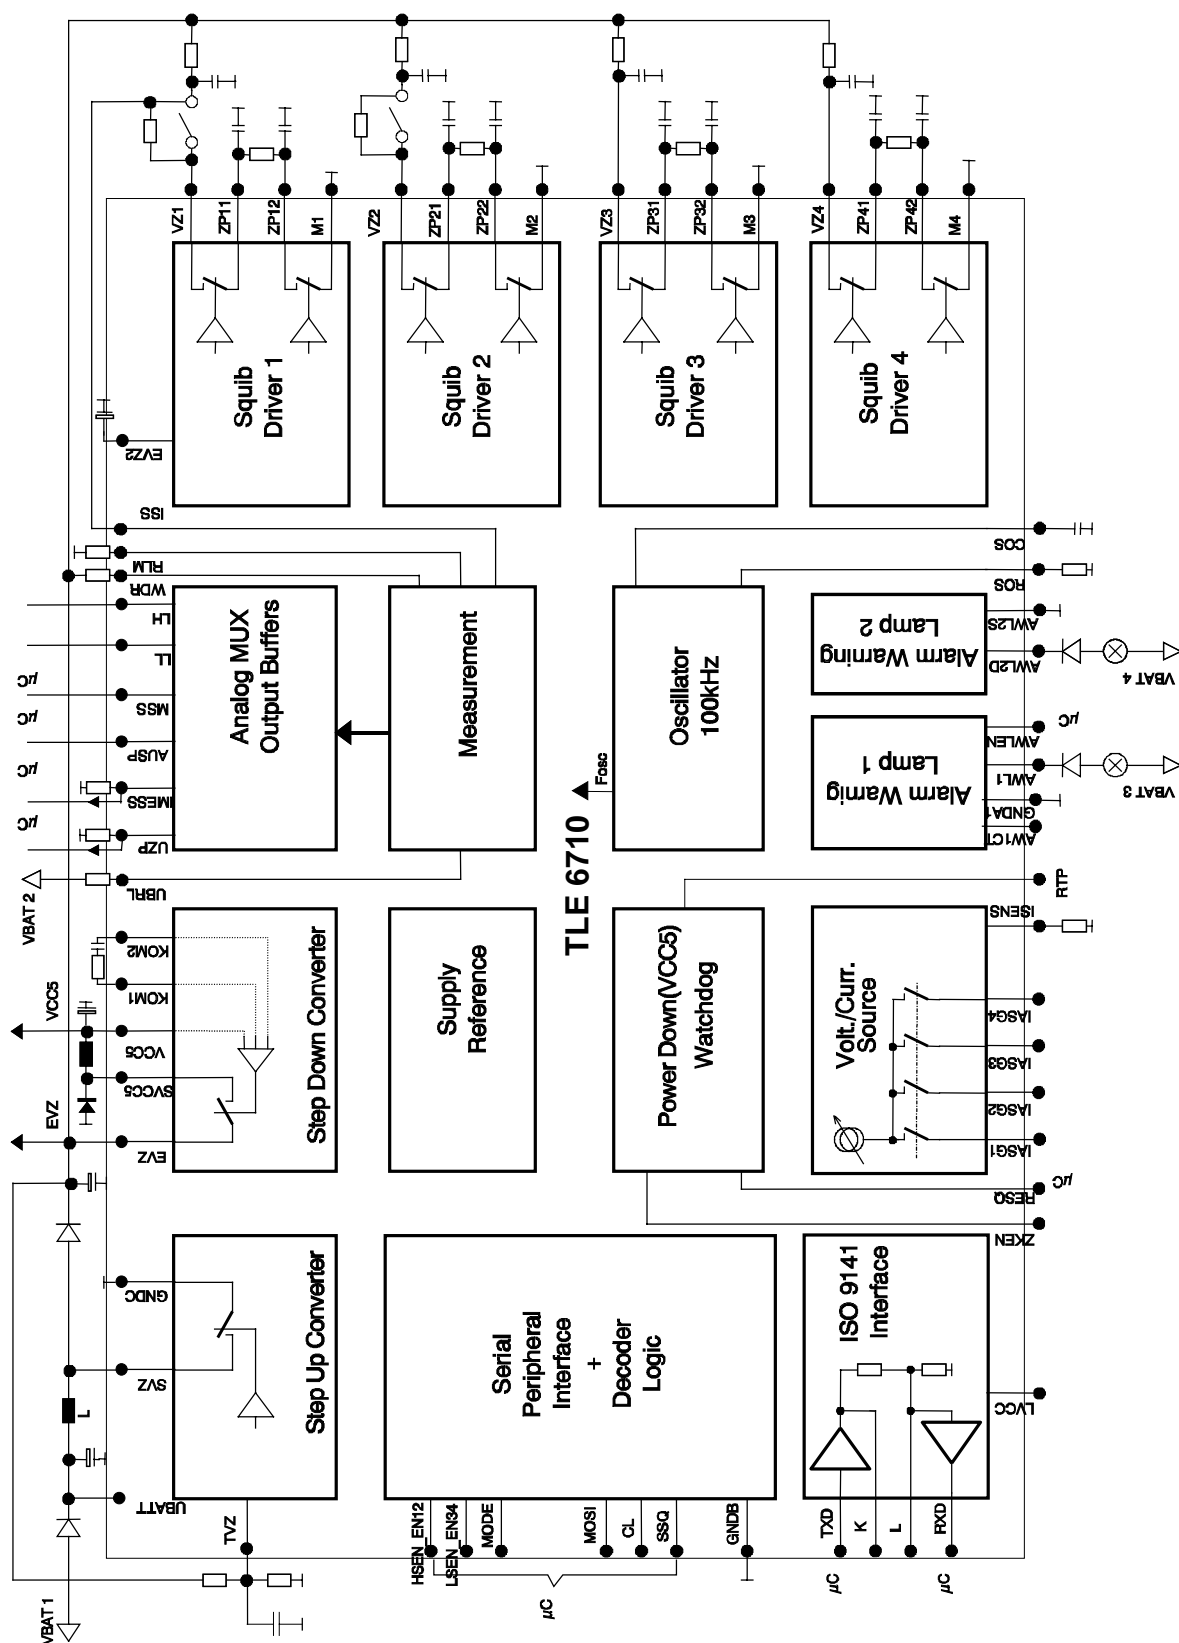 VZ1
ZP11
ZP12
M1
VZ2
ZP21
ZP22
M2
VZ3
ZP31
ZP32
M3
VZ4
ZP41
ZP42
M4
Squib
Driver 1
Squib
Driver 2
Squib
Driver 3
Squib
Driver 4
EVZ2
ISS
RLM
WDR
LH
LL
µC
MSS
µC
AUSP
µC
IMESS
µC
UZP
VBAT 2
UBRL
KOM2
KOM1
VCC5
VCC5
SVCC5
EVZ
EVZ
GNDC
SVZ
L
UBATT
VBAT 1
TVZ
Analog MUX
Output Buffers
Measurement
Oscillator
100kHz
Fosc
TLE 6710
Alarm Warning
Lamp 2
Alarm Warnig
Lamp 1
COS
ROS
AWL2S
AWL2D
VBAT 4
AWLEN
µC
AWL1
VBAT 3
GNDA1
AW1CT
RTP
ISENS
Step Down Converter
Supply
Reference
Power Down(VCC5)
Watchdog
Volt./Curr.
Source
IASG4
IASG3
IASG2
IASG1
RESQ
µC
ZKEN
Step Up Converter
Serial
Peripheral
Interface
+
Decoder
Logic
ISO 9141
Interface
LVCC
HSEN_EN12
LSEN_EN34
MODE
MOSI
CL
SSQ
GNDB
µC
TXD
K
L
RXD
µC
µC